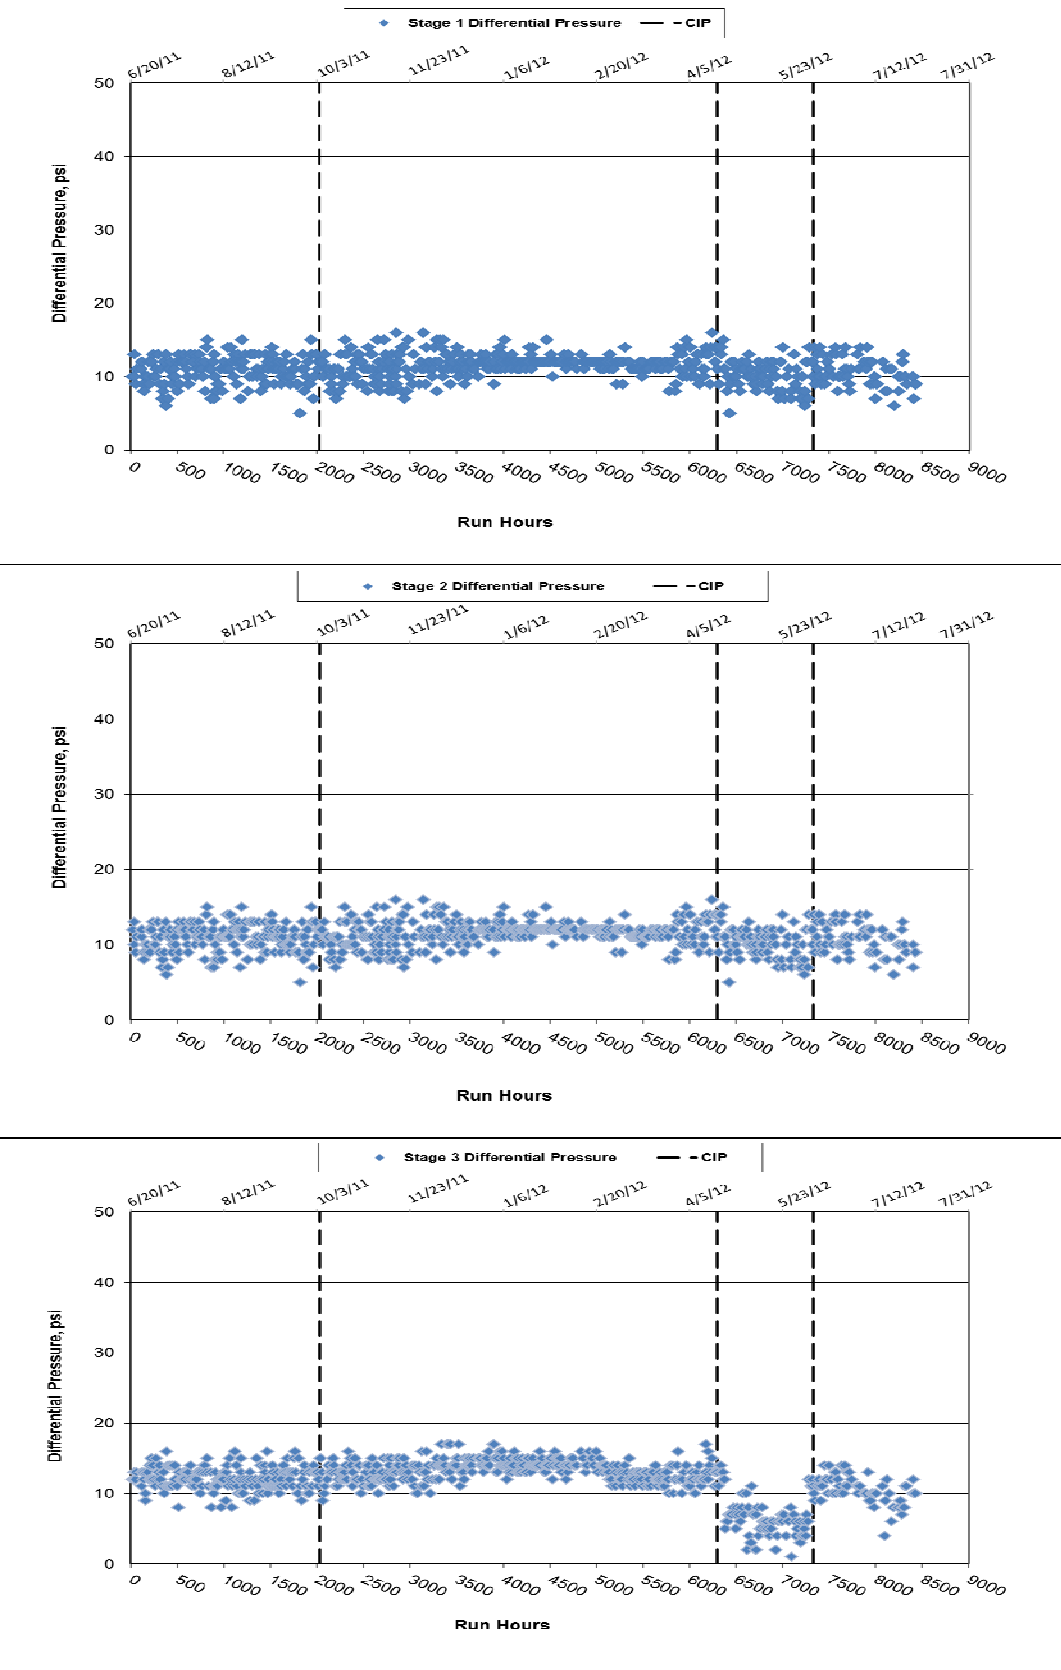 Stage 1 Differential Pressure CIP
6/20/11 8/12/11 10/3/11 11/23/11 1/6/12 2/20/12 4/5/12 5/23/12 7/12/12 7/31/12
50
40
30
20
10
0
Differential Pressure, psi
0 500 1000 1500 2000 2500 3000 3500 4000 4500 5000 5500 6000 6500 7000 7500 8000 8500 9000
Run Hours
Stage 2 Differential Pressure CIP
6/20/11 8/12/11 10/3/11 11/23/11 1/6/12 2/20/12 4/5/12 5/23/12 7/12/12 7/31/12
50
40
30
20
10
0
Differential Pressure, psi
0 500 1000 1500 2000 2500 3000 3500 4000 4500 5000 5500 6000 6500 7000 7500 8000 8500 9000
Run Hours
Stage 3 Differential Pressure CIP
6/20/11 8/12/11 10/3/11 11/23/11 1/6/12 2/20/12 4/5/12 5/23/12 7/12/12 7/31/12
50
40
30
20
10
0
Differential Pressure, psi
0 500 1000 1500 2000 2500 3000 3500 4000 4500 5000 5500 6000 6500 7000 7500 8000 8500 9000
Run Hours